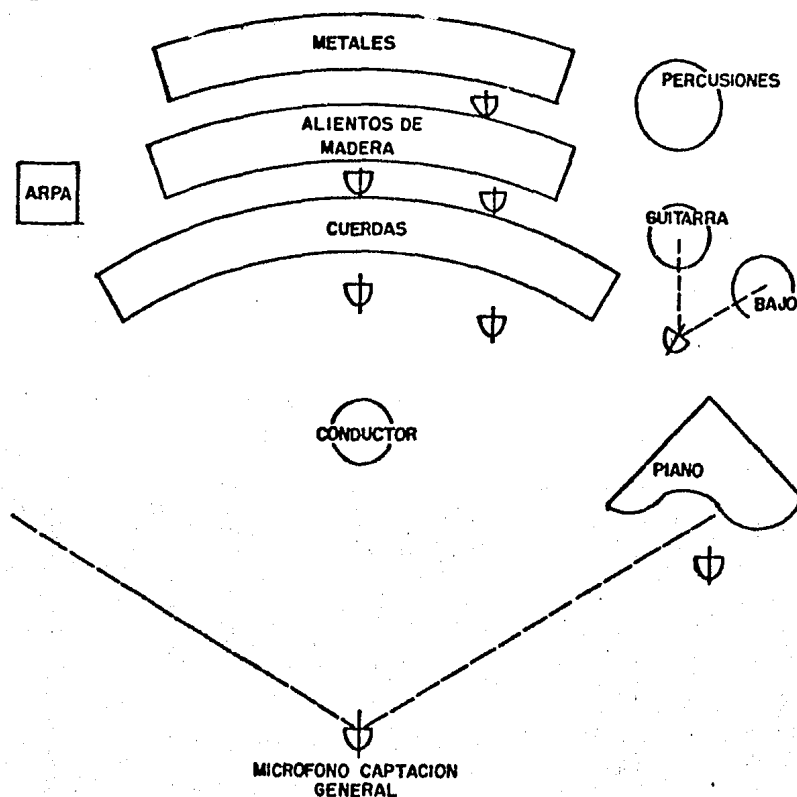 METALES
PERCUSIONES
ALIENTOS DE
MADERA
ARPA
GUITARRA
CUERDAS
BAJO
CONDUCTOR
PIANO
MICROFONO CAPTACION
GENERAL